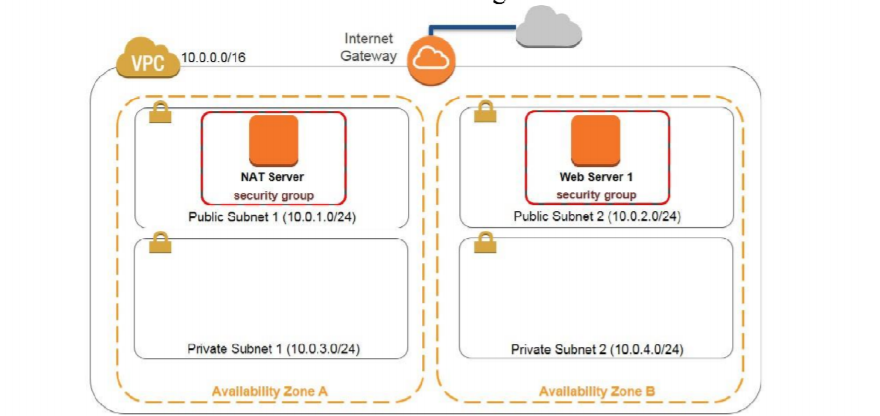 Internet
Gateway
VPC
10.0.0.0/16
NAT Server
security group
Public Subnet 1 (10.0.1.0/24)
Web Server 1
security group
Public Subnet 2 (10.0.2.0/24)
Private Subnet 1 (10.0.3.0/24)
Private Subnet 2 (10.0.4.0/24)
Availability Zone A
Availability Zone B